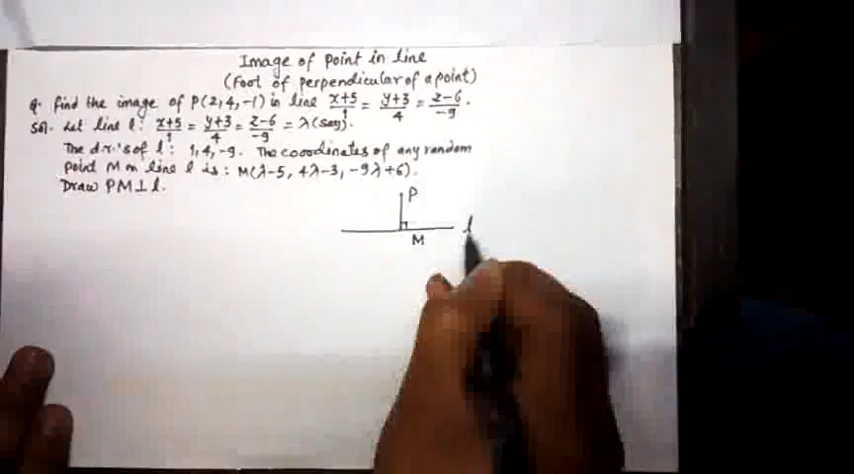 Image of Point in line
(Foot of perpendicular of a point)
Q. Find the image of P(2,4,-1) in line x+5/1 = y+3/4 = z-6/-9.
Sol. Let line l: x+5/1 = y+3/4 = z-6/-9 = λ(say).
The d.r.'s of l: 1,4,-9. The coordinates of any random
point M on line l is: M(λ-5, 4λ-3, -9λ+6).
Draw PM⊥l.
P
l
M